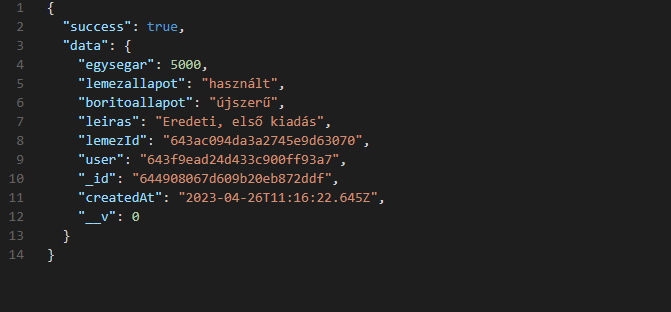 1 {
2 "success": true,
3 "data": {
4 "egysegar": 5000,
5 "lemezallapot": "használt",
6 "boritoallapot": "újszerű",
7 "leiras": "Eredeti, első kiadás",
8 "lemezId": "643ac094da3a2745e9d63070",
9 "user": "643f9ead24d433c900ff93a7",
10 "_id": "644908067d609b20eb872ddf",
11 "createdAt": "2023-04-26T11:16:22.645Z",
12 "__v": 0
13 }
14 }